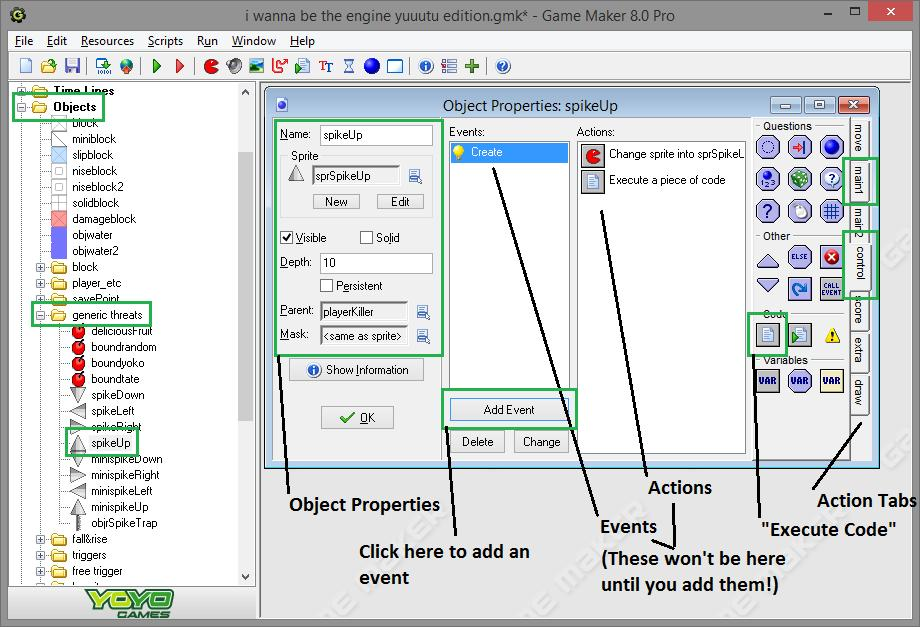 i wanna be the engine yuuutu edition.gmk* - Game Maker 8.0 Pro
File Edit Resources Scripts Run Window Help
Time Lines
Objects
block
miniblock
slipblock
niseblock
niseblock2
solidblock
damageblock
objwater
objwater2
block
player_etc
savePoint
generic threats
deliciousFruit
boundrandom
boundyoko
boundtate
spikeDown
spikeLeft
spikeRight
spikeUp
minispikeDown
minispikeRight
minispikeLeft
minispikeUp
objrSpikeTrap
fall&rise
triggers
free trigger
YOYO
GAMES
Object Properties: spikeUp
Name: spikeUp
Sprite
sprSpikeUp
New Edit
Visible Solid
Depth: 10
Persistent
Parent: playerKiller
Mask: <same as sprite>
Show Information
OK
Events:
Create
Add Event
Delete Change
Actions:
Change sprite into sprSpikeU
Execute a piece of code
Questions
Other
ELSE
CALL
EVENT
Code
Variables
VAR VAR VAR
move
main1
main2
control
score
extra
draw
Object Properties
Click here to add an
event
Events
Actions
(These won't be here
until you add them!)
"Execute Code"
Action Tabs